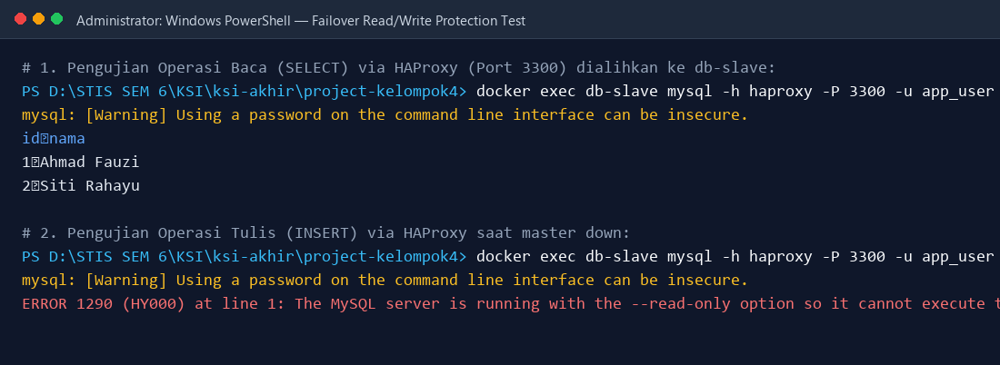 Administrator: Windows PowerShell — Failover Read/Write Protection Test
# 1. Pengujian Operasi Baca (SELECT) via HAProxy (Port 3300) dialihkan ke db-slave:
PS D:\STIS SEM 6\KSI\ksi-akhir\project-kelompok4> docker exec db-slave mysql -h haproxy -P 3300 -u app_user
mysql: [Warning] Using a password on the command line interface can be insecure.
id nama
1 Ahmad Fauzi
2 Siti Rahayu
# 2. Pengujian Operasi Tulis (INSERT) via HAProxy saat master down:
PS D:\STIS SEM 6\KSI\ksi-akhir\project-kelompok4> docker exec db-slave mysql -h haproxy -P 3300 -u app_user
mysql: [Warning] Using a password on the command line interface can be insecure.
ERROR 1290 (HY000) at line 1: The MySQL server is running with the --read-only option so it cannot execute